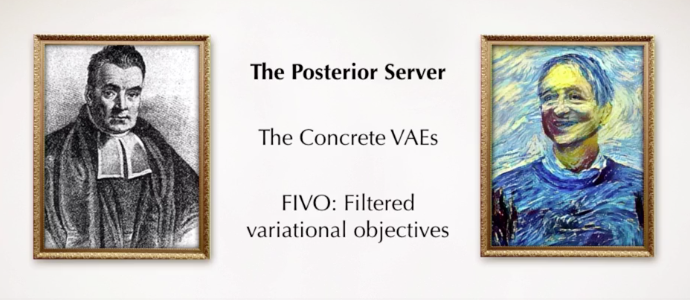 The Posterior Server
The Concrete VAEs
FIVO: Filtered
variational objectives